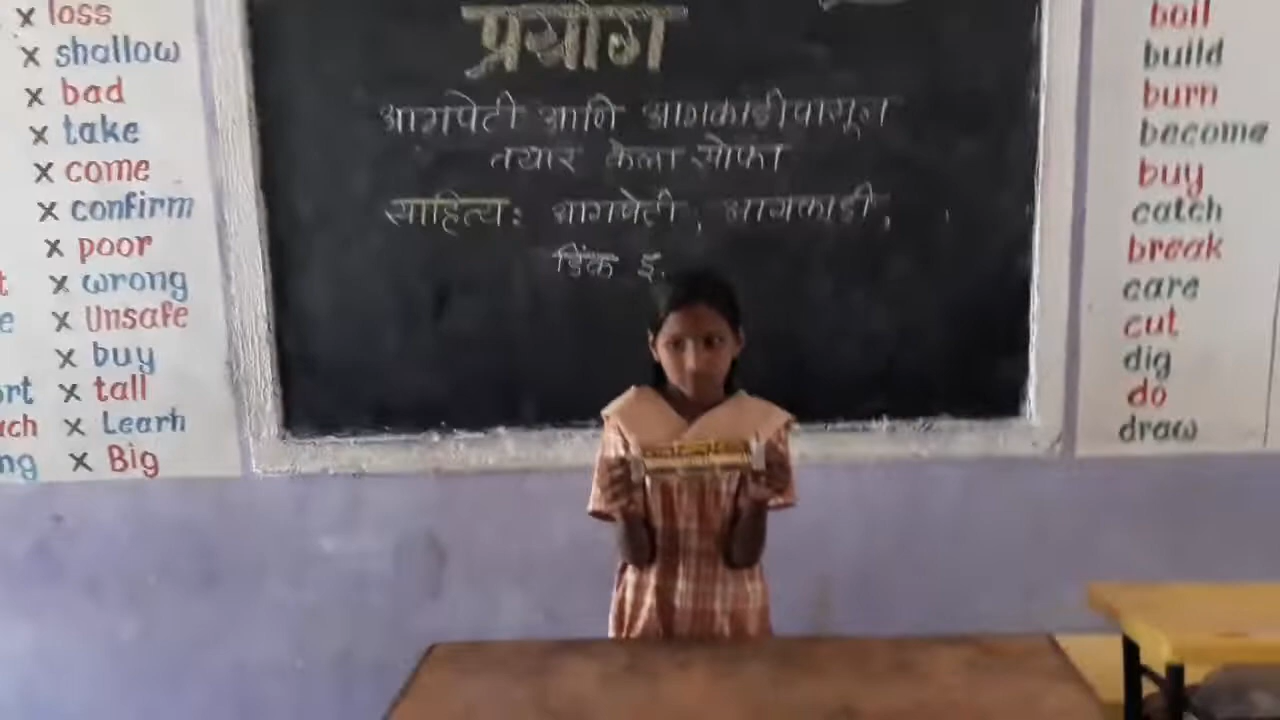 x loss
x shallow
x bad
x take
x come
x confirm
x poor
x wrong
x Unsafe
x buy
x tall
x Learh
x Big
प्रयोग
आगपेटी आणि आगकाडीपासून
तयार केला सोफा
साहित्य: आगपेटी, आगकाडी,
डिंक इ.
boil
build
burn
become
buy
catch
break
care
cut
dig
do
draw